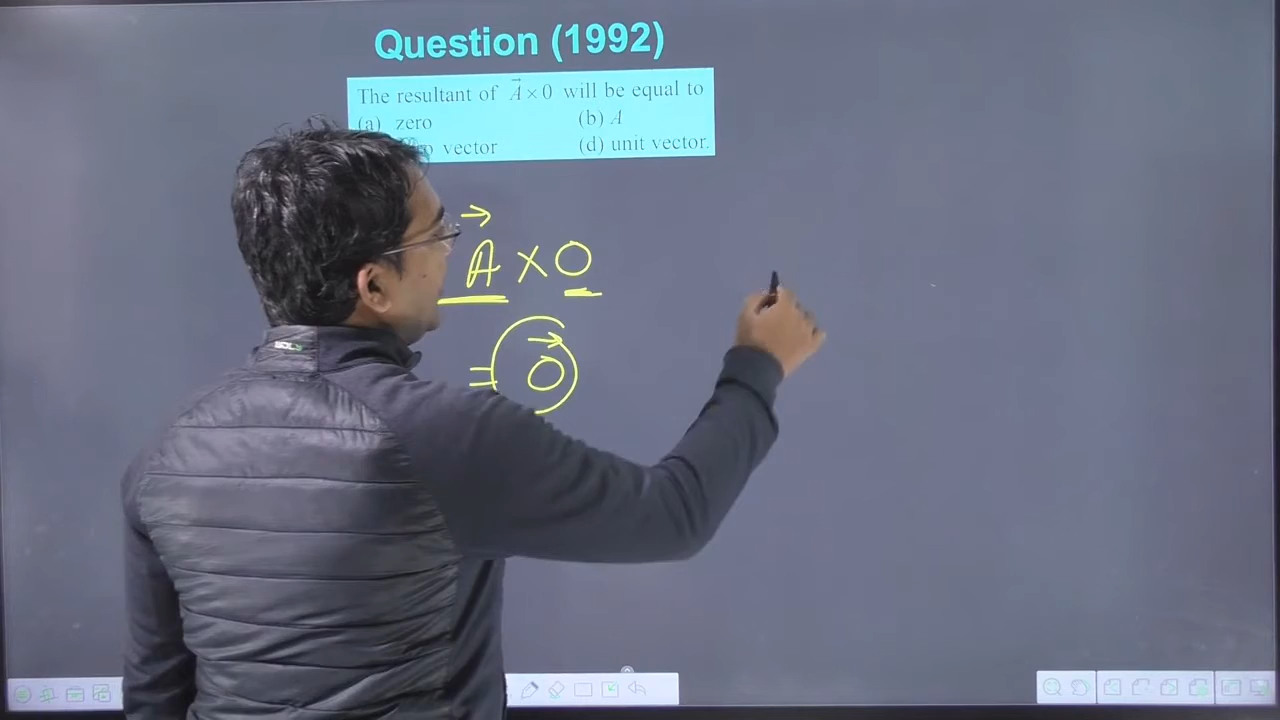 Question (1992)
The resultant of A⃗ × 0 will be equal to
(a) zero (b) A
vector (d) unit vector.
A⃗ × 0
= 0⃗